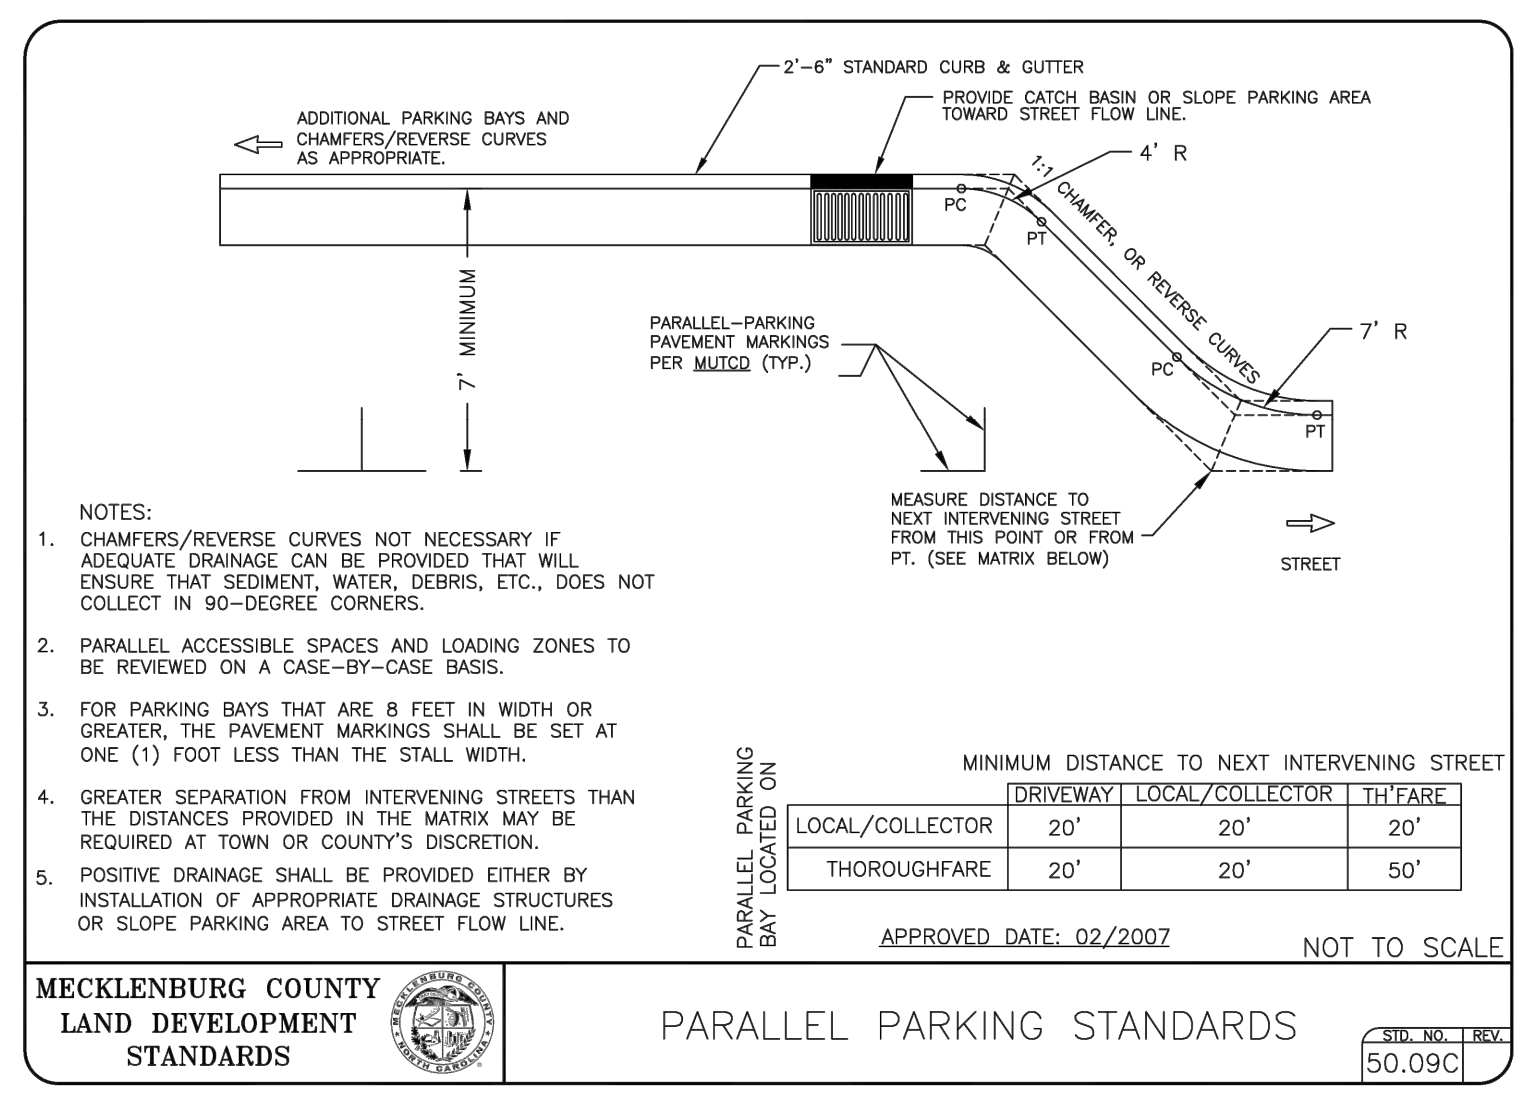 2'-6" STANDARD CURB & GUTTER
PROVIDE CATCH BASIN OR SLOPE PARKING AREA
TOWARD STREET FLOW LINE.
ADDITIONAL PARKING BAYS AND
CHAMFERS/REVERSE CURVES
AS APPROPRIATE.
4' R
1:1 CHAMFER, OR REVERSE CURVES
PC
PT
7' MINIMUM
PARALLEL-PARKING
PAVEMENT MARKINGS
PER MUTCD (TYP.)
7' R
PC
PT
MEASURE DISTANCE TO
NEXT INTERVENING STREET
FROM THIS POINT OR FROM
PT. (SEE MATRIX BELOW)
STREET
NOTES:
1. CHAMFERS/REVERSE CURVES NOT NECESSARY IF
ADEQUATE DRAINAGE CAN BE PROVIDED THAT WILL
ENSURE THAT SEDIMENT, WATER, DEBRIS, ETC., DOES NOT
COLLECT IN 90-DEGREE CORNERS.
2. PARALLEL ACCESSIBLE SPACES AND LOADING ZONES TO
BE REVIEWED ON A CASE-BY-CASE BASIS.
3. FOR PARKING BAYS THAT ARE 8 FEET IN WIDTH OR
GREATER, THE PAVEMENT MARKINGS SHALL BE SET AT
ONE (1) FOOT LESS THAN THE STALL WIDTH.
4. GREATER SEPARATION FROM INTERVENING STREETS THAN
THE DISTANCES PROVIDED IN THE MATRIX MAY BE
REQUIRED AT TOWN OR COUNTY'S DISCRETION.
5. POSITIVE DRAINAGE SHALL BE PROVIDED EITHER BY
INSTALLATION OF APPROPRIATE DRAINAGE STRUCTURES
OR SLOPE PARKING AREA TO STREET FLOW LINE.
PARALLEL PARKING
BAY LOCATED ON
MINIMUM DISTANCE TO NEXT INTERVENING STREET
DRIVEWAY LOCAL/COLLECTOR TH'FARE
LOCAL/COLLECTOR 20' 20' 20'
THOROUGHFARE 20' 20' 50'
APPROVED DATE: 02/2007
NOT TO SCALE
MECKLENBURG COUNTY
LAND DEVELOPMENT
STANDARDS
MECKLENBURG COUNTY
NORTH CAROLINA
PARALLEL PARKING STANDARDS
STD. NO. REV.
50.09C